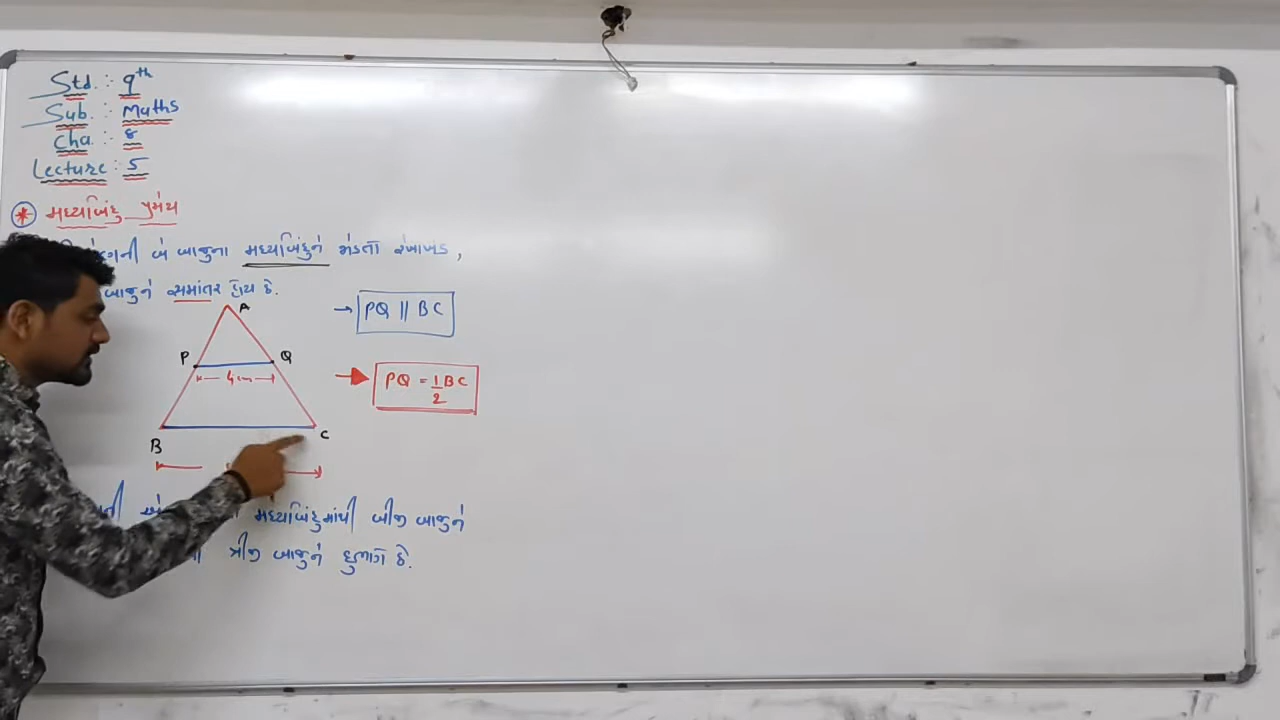 Std. :- 9th
Sub. :- Maths
Cha. :- 8
Lecture :- 5
મધ્યબિંદુ પ્રમેય
બે બાજુના મધ્યબિંદુને જોડતો રેખાખંડ,
બાજુને સમાંતર હોય છે.
A
→ PQ || BC
P Q
4 cm
→ PQ = 1/2 BC
B C
મધ્યબિંદુમાંથી બીજી બાજુને
ત્રીજી બાજુને દુભાગે છે.